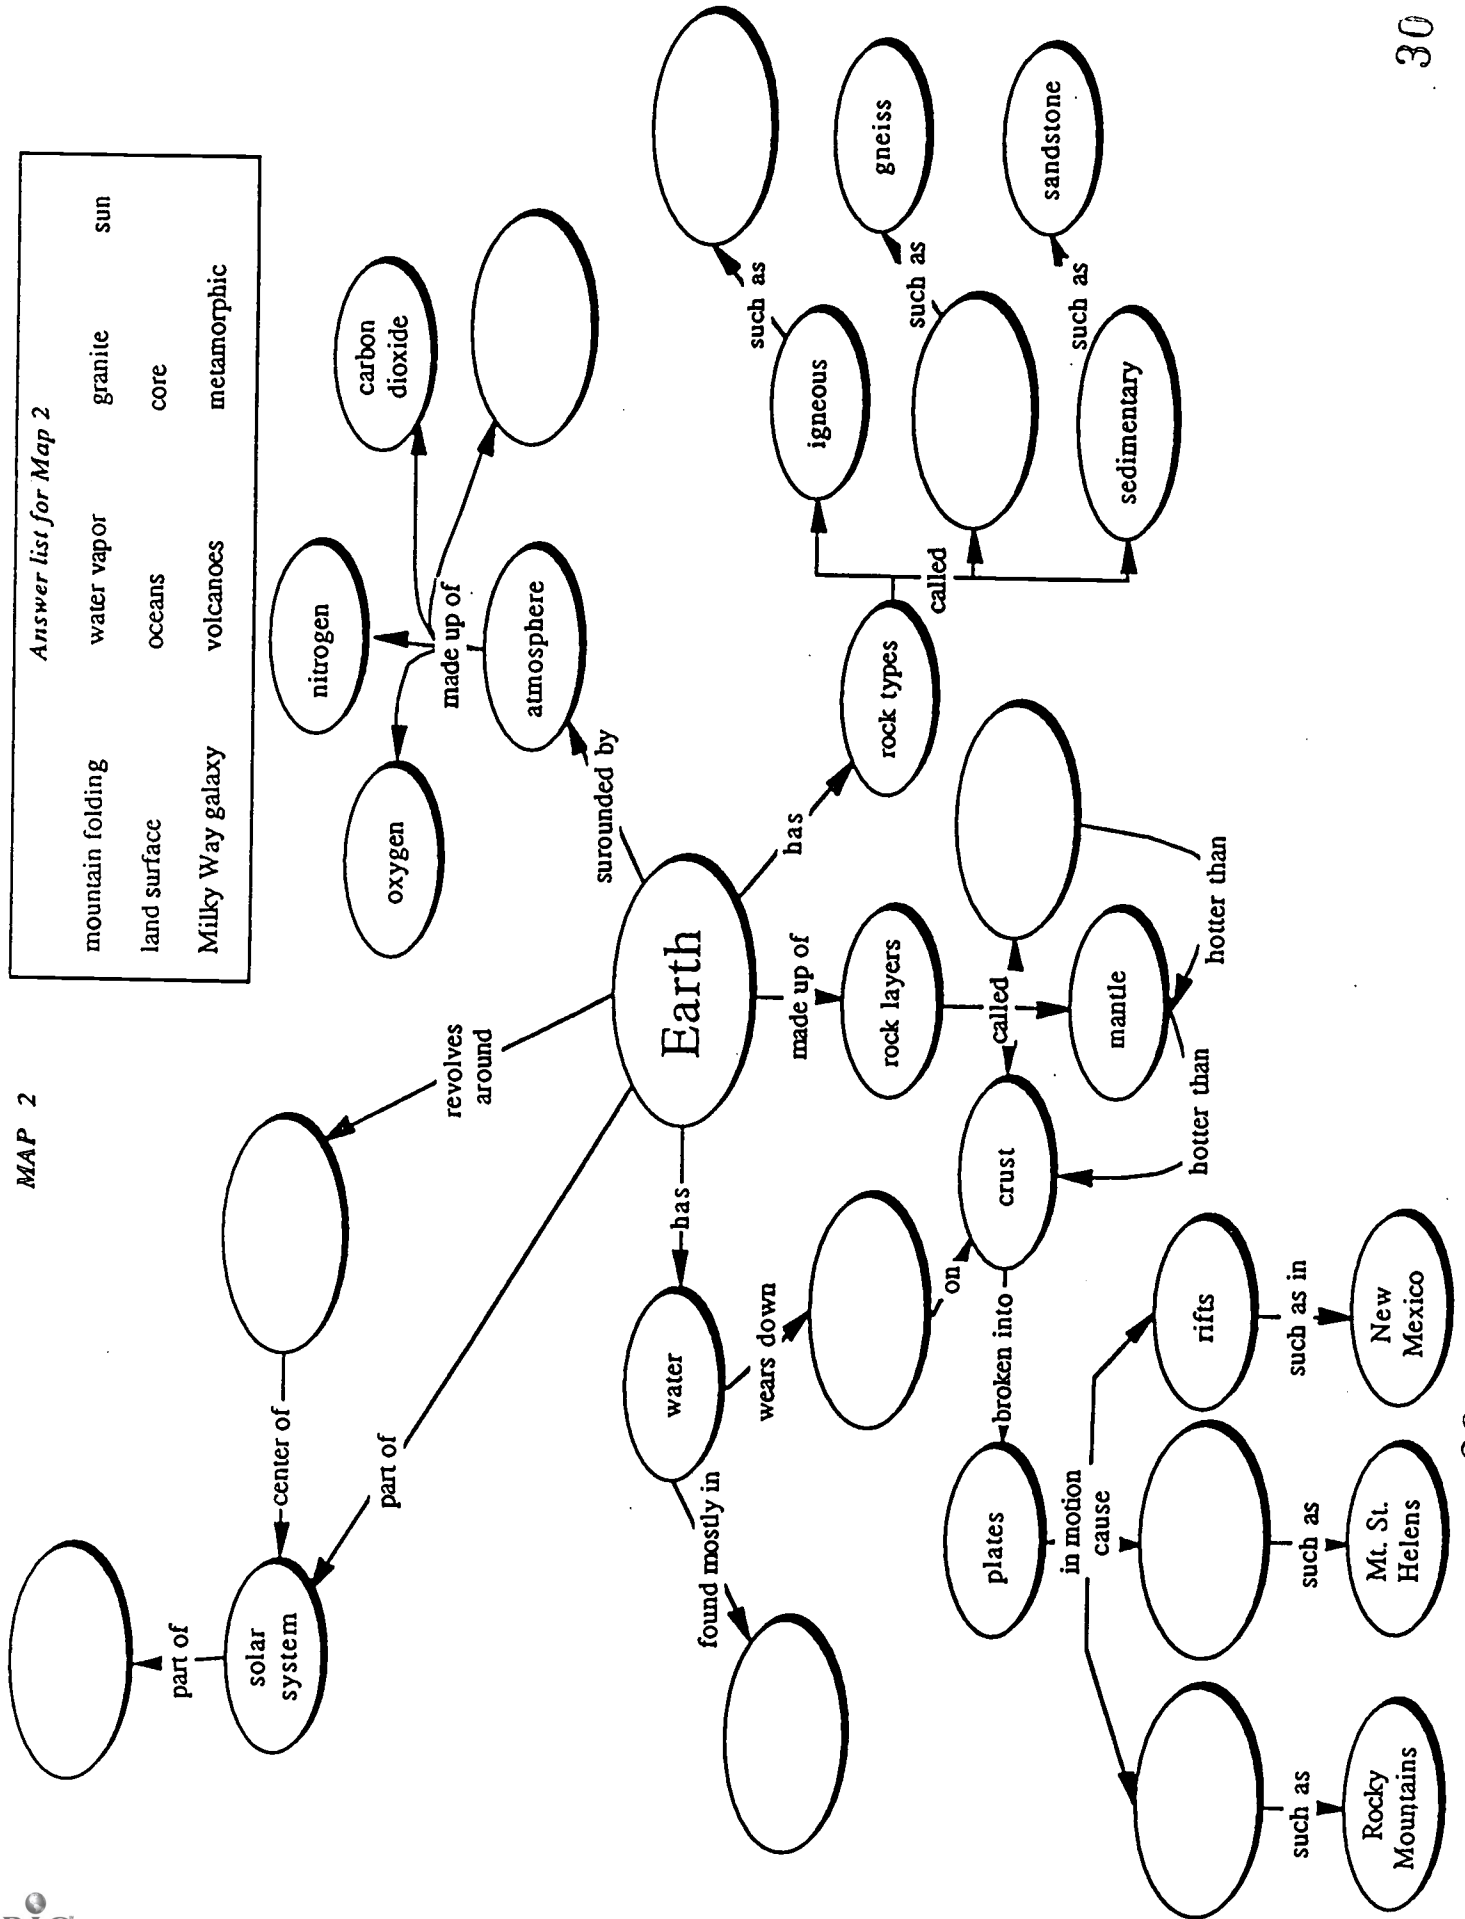 MAP 2
Answer list for Map 2
mountain folding water vapor granite sun
land surface oceans core
Milky Way galaxy volcanoes metamorphic
part of
solar
system
center of
part of
revolves
around
nitrogen
carbon
dioxide
oxygen
made up of
atmosphere
surounded by
Earth
has
water
found mostly in
wears down
on
made up of
rock layers
called
crust
mantle
hotter than
hotter than
has
rock types
called
igneous
such as
such as
gneiss
sedimentary
such as
sandstone
broken into
plates
in motion
cause
rifts
such as
such as
such as in
Rocky
Mountains
Mt. St.
Helens
New
Mexico
30